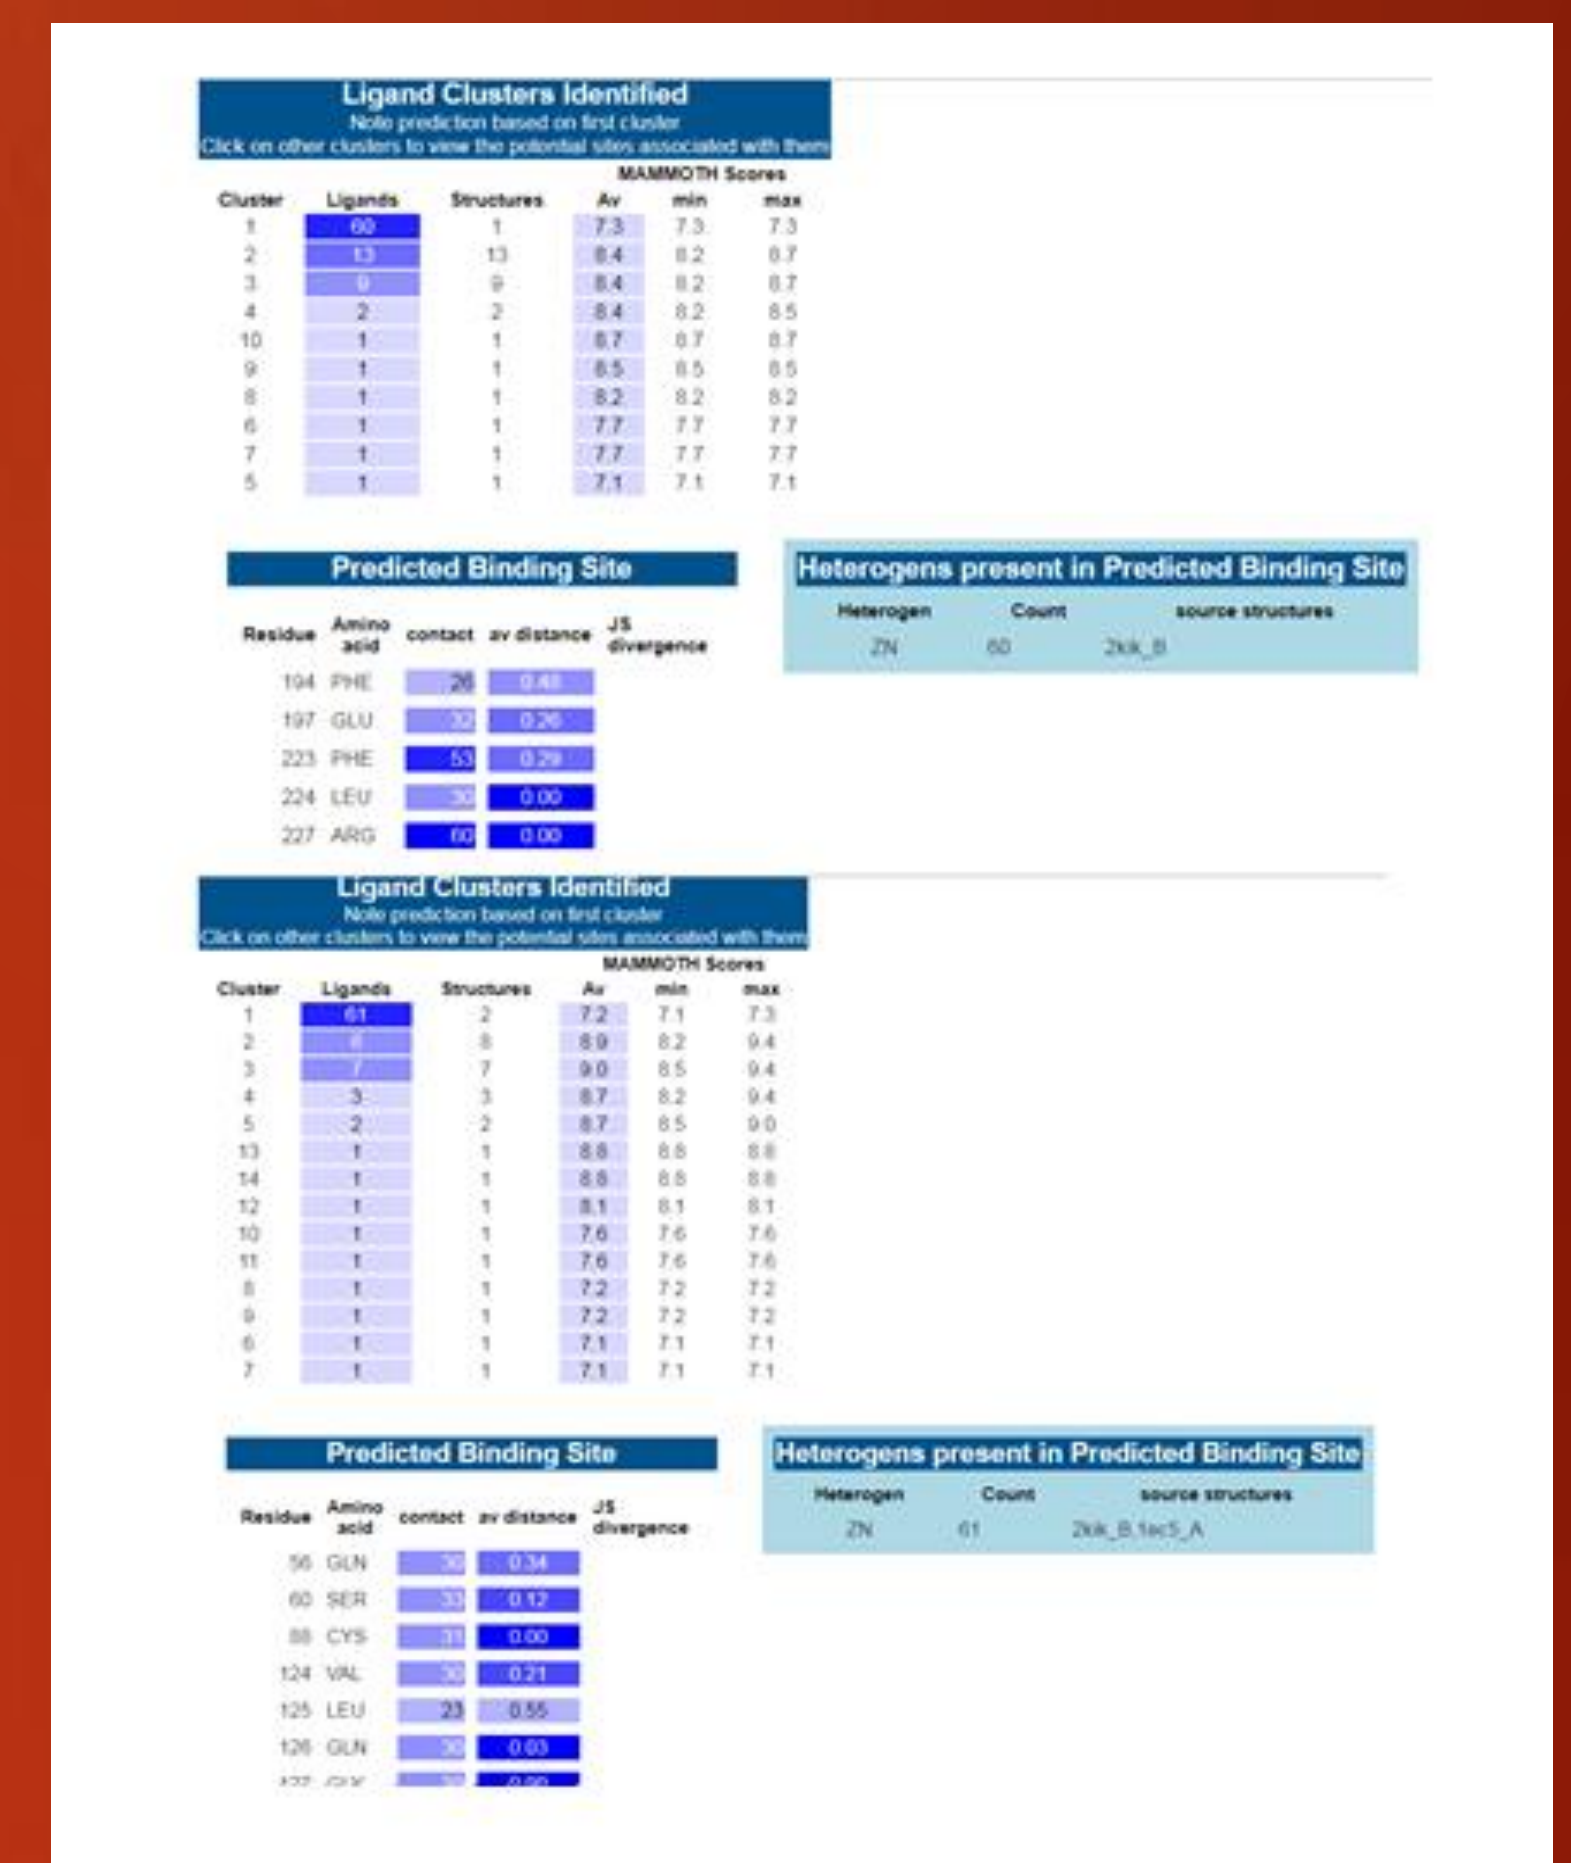 Ligand Clusters Identified
Note prediction based on first cluster
Click on other clusters to view the potential sites associated with them
MAMMOTH Scores
Cluster Ligands Structures Av min max
1 60 1 7.3 7.3 7.3
2 13 13 8.4 8.2 8.7
3 9 9 8.4 8.2 8.7
4 2 2 8.4 8.2 8.5
10 1 1 8.7 8.7 8.7
9 1 1 8.5 8.5 8.5
8 1 1 8.2 8.2 8.2
6 1 1 7.7 7.7 7.7
7 1 1 7.7 7.7 7.7
5 1 1 7.1 7.1 7.1
Predicted Binding Site
Residue Amino acid contact av distance JS divergence
194 PHE 26
197 GLU 32 0.26
223 PHE 53 0.29
224 LEU 30 0.00
227 ARG 60 0.00
Heterogens present in Predicted Binding Site
Heterogen Count source structures
ZN 60 2kik_B
Ligand Clusters Identified
Note prediction based on first cluster
Click on other clusters to view the potential sites associated with them
MAMMOTH Scores
Cluster Ligands Structures Av min max
1 61 2 7.2 7.1 7.3
2 8 8.9 8.2 9.4
3 7 7 9.0 8.5 9.4
4 3 3 8.7 8.2 9.4
5 2 2 8.7 8.5 9.0
13 1 1 8.8 8.8 8.8
14 1 1 8.8 8.8 8.8
12 1 1 8.1 8.1 8.1
10 1 1 7.6 7.6 7.6
11 1 1 7.6 7.6 7.6
8 1 1 7.2 7.2 7.2
9 1 1 7.2 7.2 7.2
6 1 1 7.1 7.1 7.1
7 1 1 7.1 7.1 7.1
Predicted Binding Site
Residue Amino acid contact av distance JS divergence
56 GLN 30 0.34
60 SER 33 0.12
88 CYS 31 0.00
124 VAL 30 0.21
125 LEU 23 0.55
126 GLN 30 0.03
Heterogens present in Predicted Binding Site
Heterogen Count source structures
ZN 61